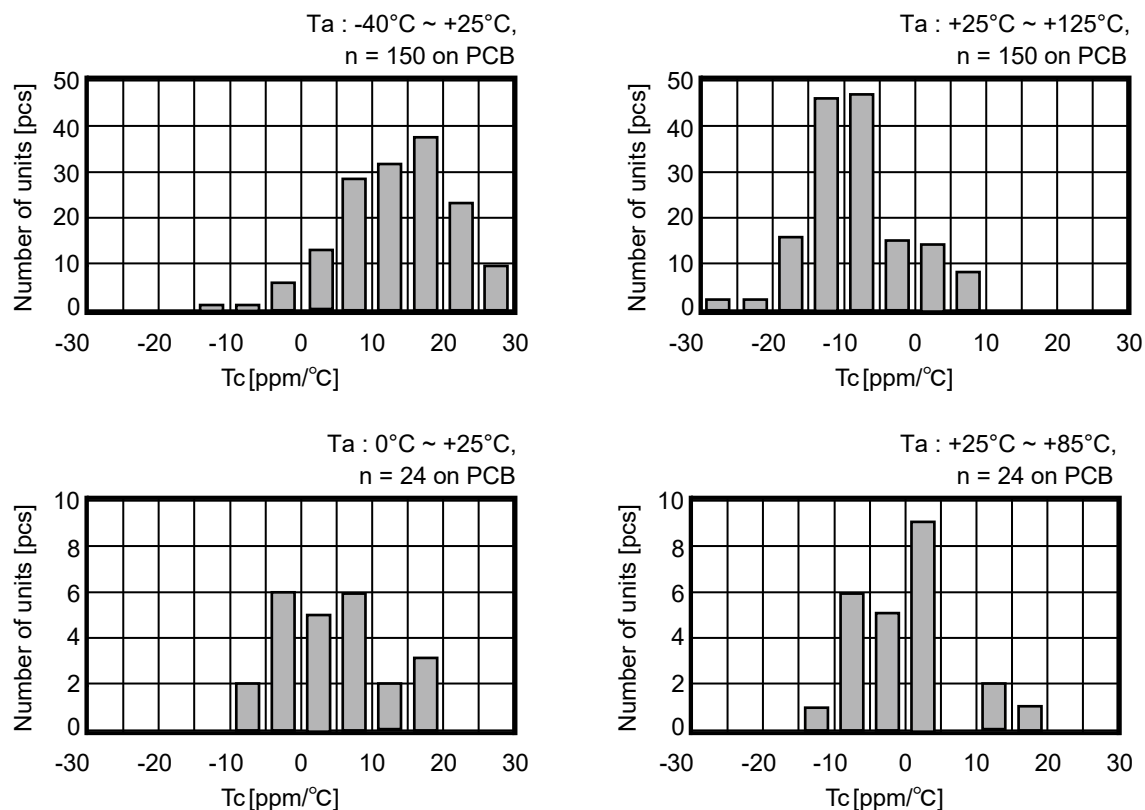 Ta : -40°C ~ +25°C,
n = 150 on PCB
Number of units [pcs]
50
40
30
20
10
0
-30 -20 -10 0 10 20 30
Tc [ppm/°C]
Ta : +25°C ~ +125°C,
n = 150 on PCB
Number of units [pcs]
50
40
30
20
10
0
-30 -20 -10 0 10 20 30
Tc [ppm/°C]
Ta : 0°C ~ +25°C,
n = 24 on PCB
Number of units [pcs]
10
8
6
4
2
0
-30 -20 -10 0 10 20 30
Tc [ppm/°C]
Ta : +25°C ~ +85°C,
n = 24 on PCB
Number of units [pcs]
10
8
6
4
2
0
-30 -20 -10 0 10 20 30
Tc [ppm/°C]